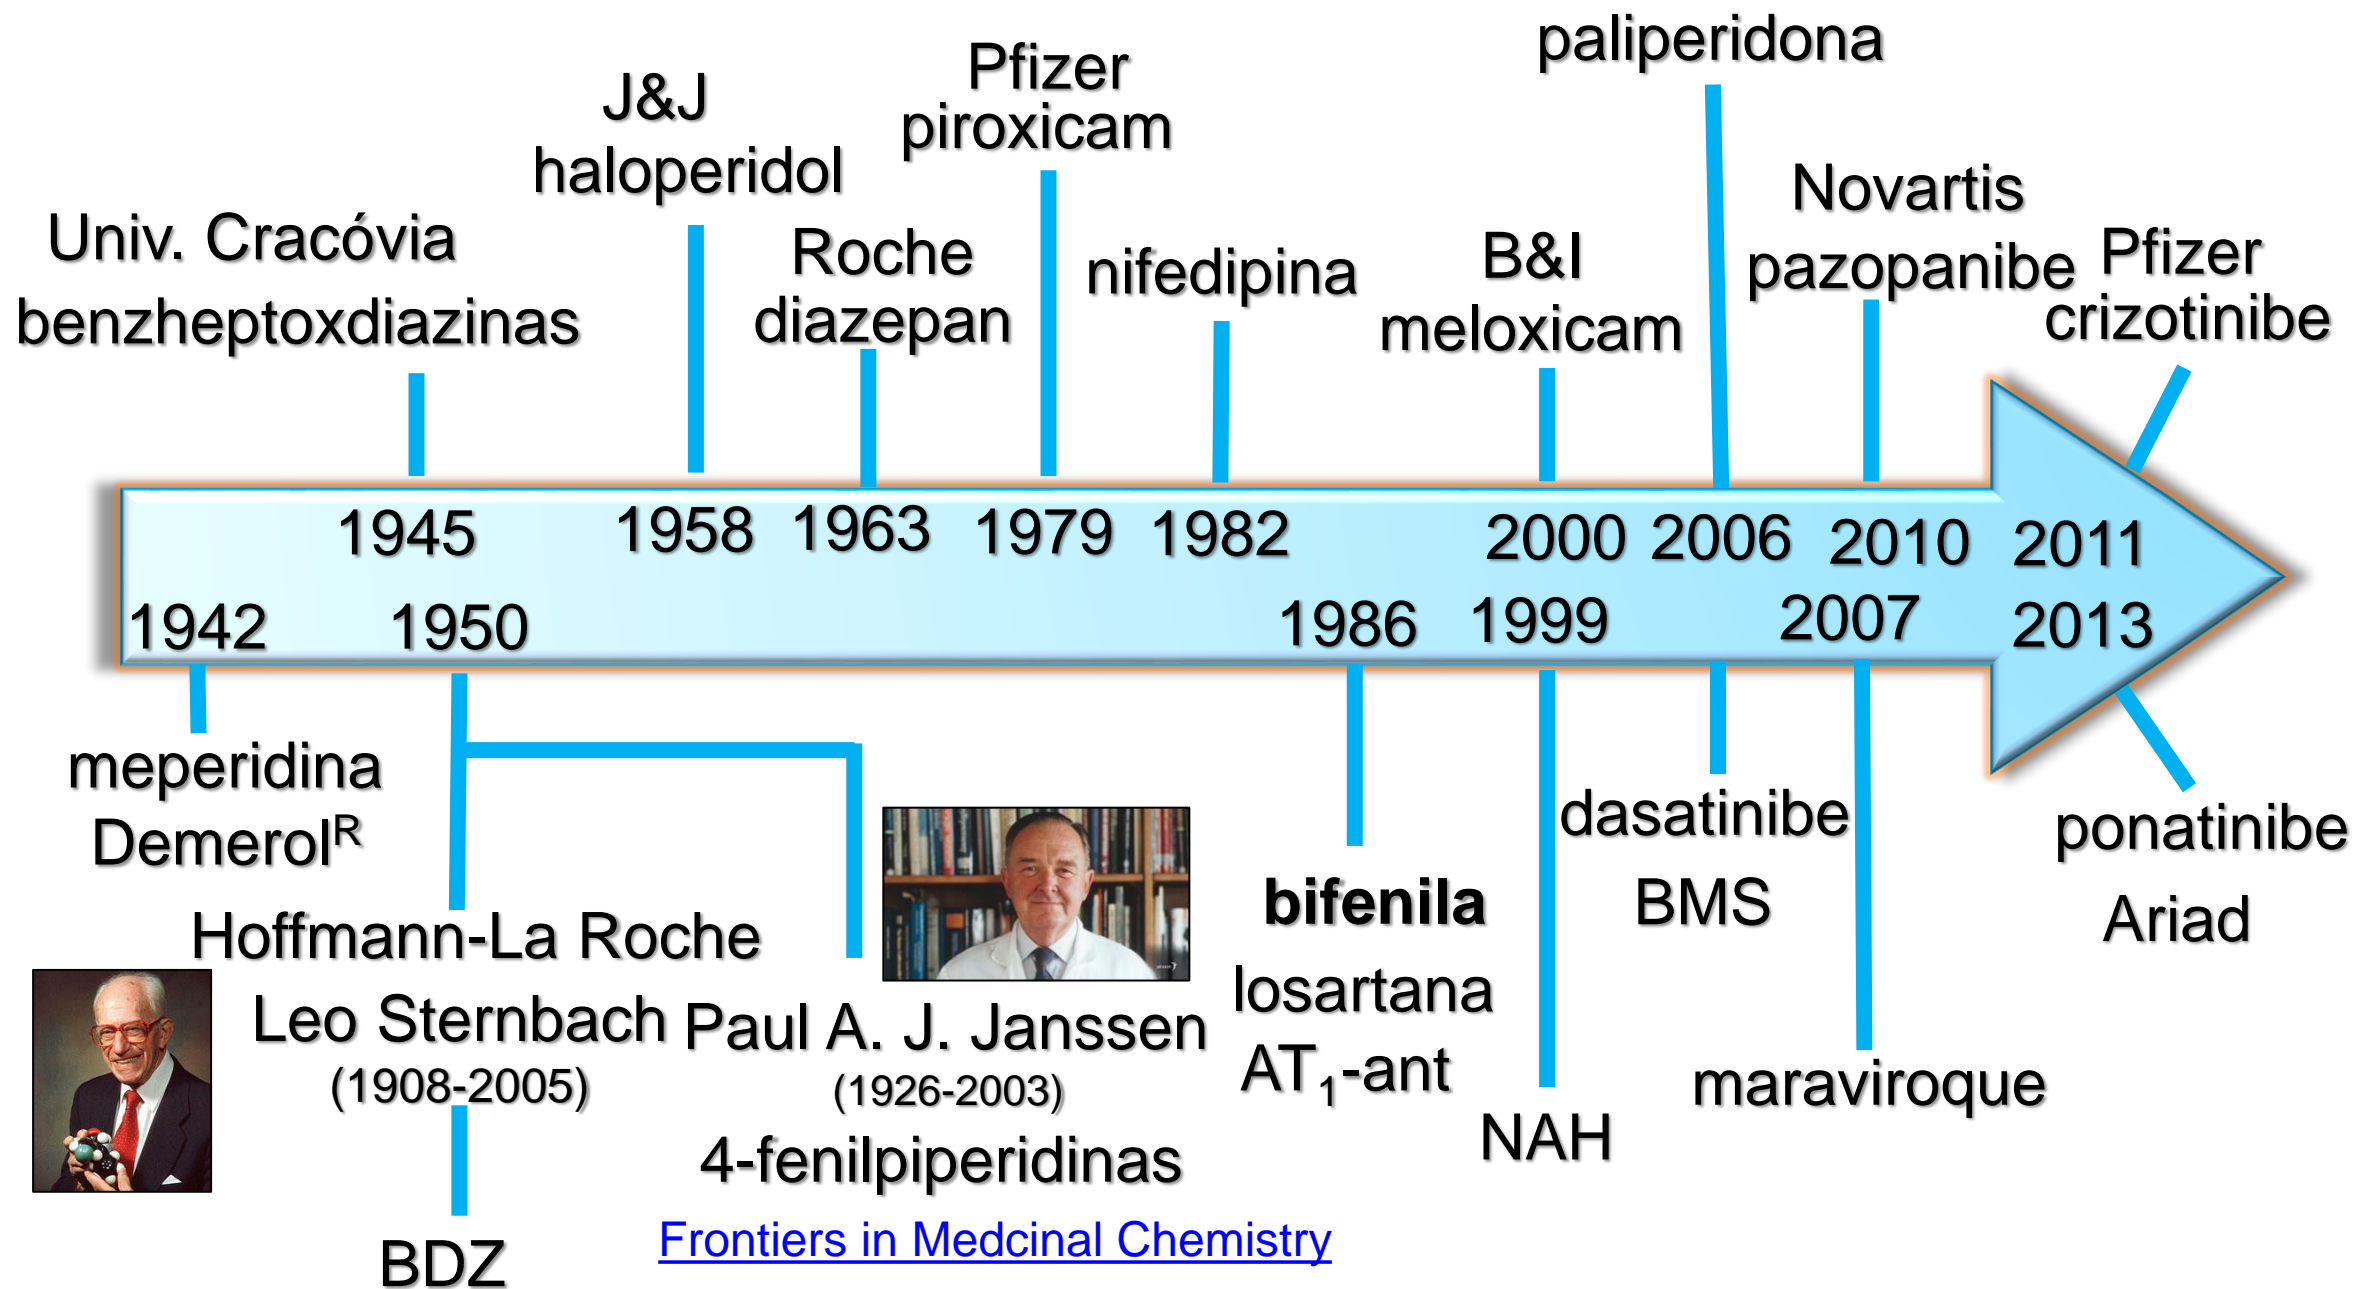 paliperidona
Pfizer
piroxicam
J&J
haloperidol
Novartis
pazopanibe
Univ. Cracóvia
benzheptoxdiazinas
Roche
diazepan
nifedipina
B&I
meloxicam
Pfizer
crizotinibe
1945 1958 1963 1979 1982 2000 2006 2010 2011
1942 1950 1986 1999 2007 2013
meperidina
Demerolᴿ
dasatinibe
BMS
ponatinibe
Ariad
bifenila
losartana
AT₁-ant
Hoffmann-La Roche
Leo Sternbach
(1908-2005)
BDZ
Paul A. J. Janssen
(1926-2003)
4-fenilpiperidinas
NAH
maraviroque
Frontiers in Medcinal Chemistry